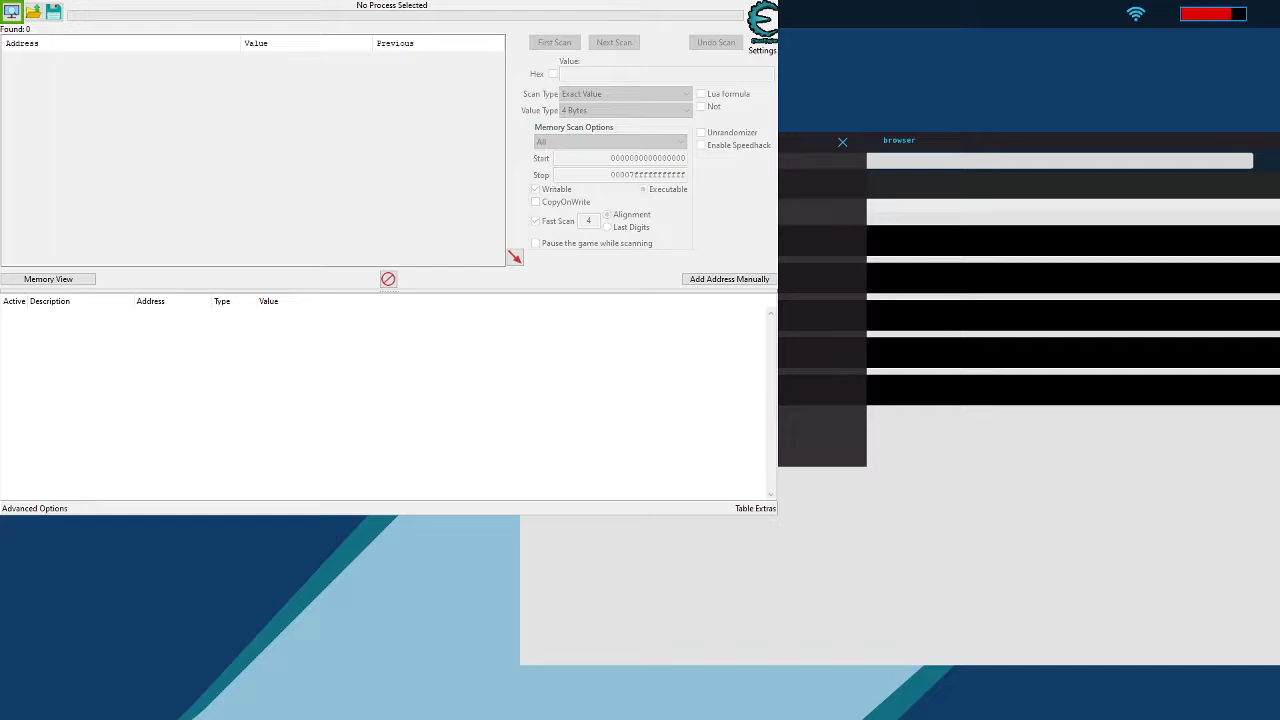 No Process Selected
Found: 0
Address Value Previous
First Scan Next Scan Undo Scan
Settings
Value:
Hex
Scan Type Exact Value Lua formula
Not
Value Type 4 Bytes
Memory Scan Options
All
Unrandomizer
Enable Speedhack
Start 0000000000000000
Stop 00007fffffffffff
Writable Executable
CopyOnWrite
Fast Scan 4 Alignment
Last Digits
Pause the game while scanning
Memory View Add Address Manually
Active Description Address Type Value
Advanced Options Table Extras
browser